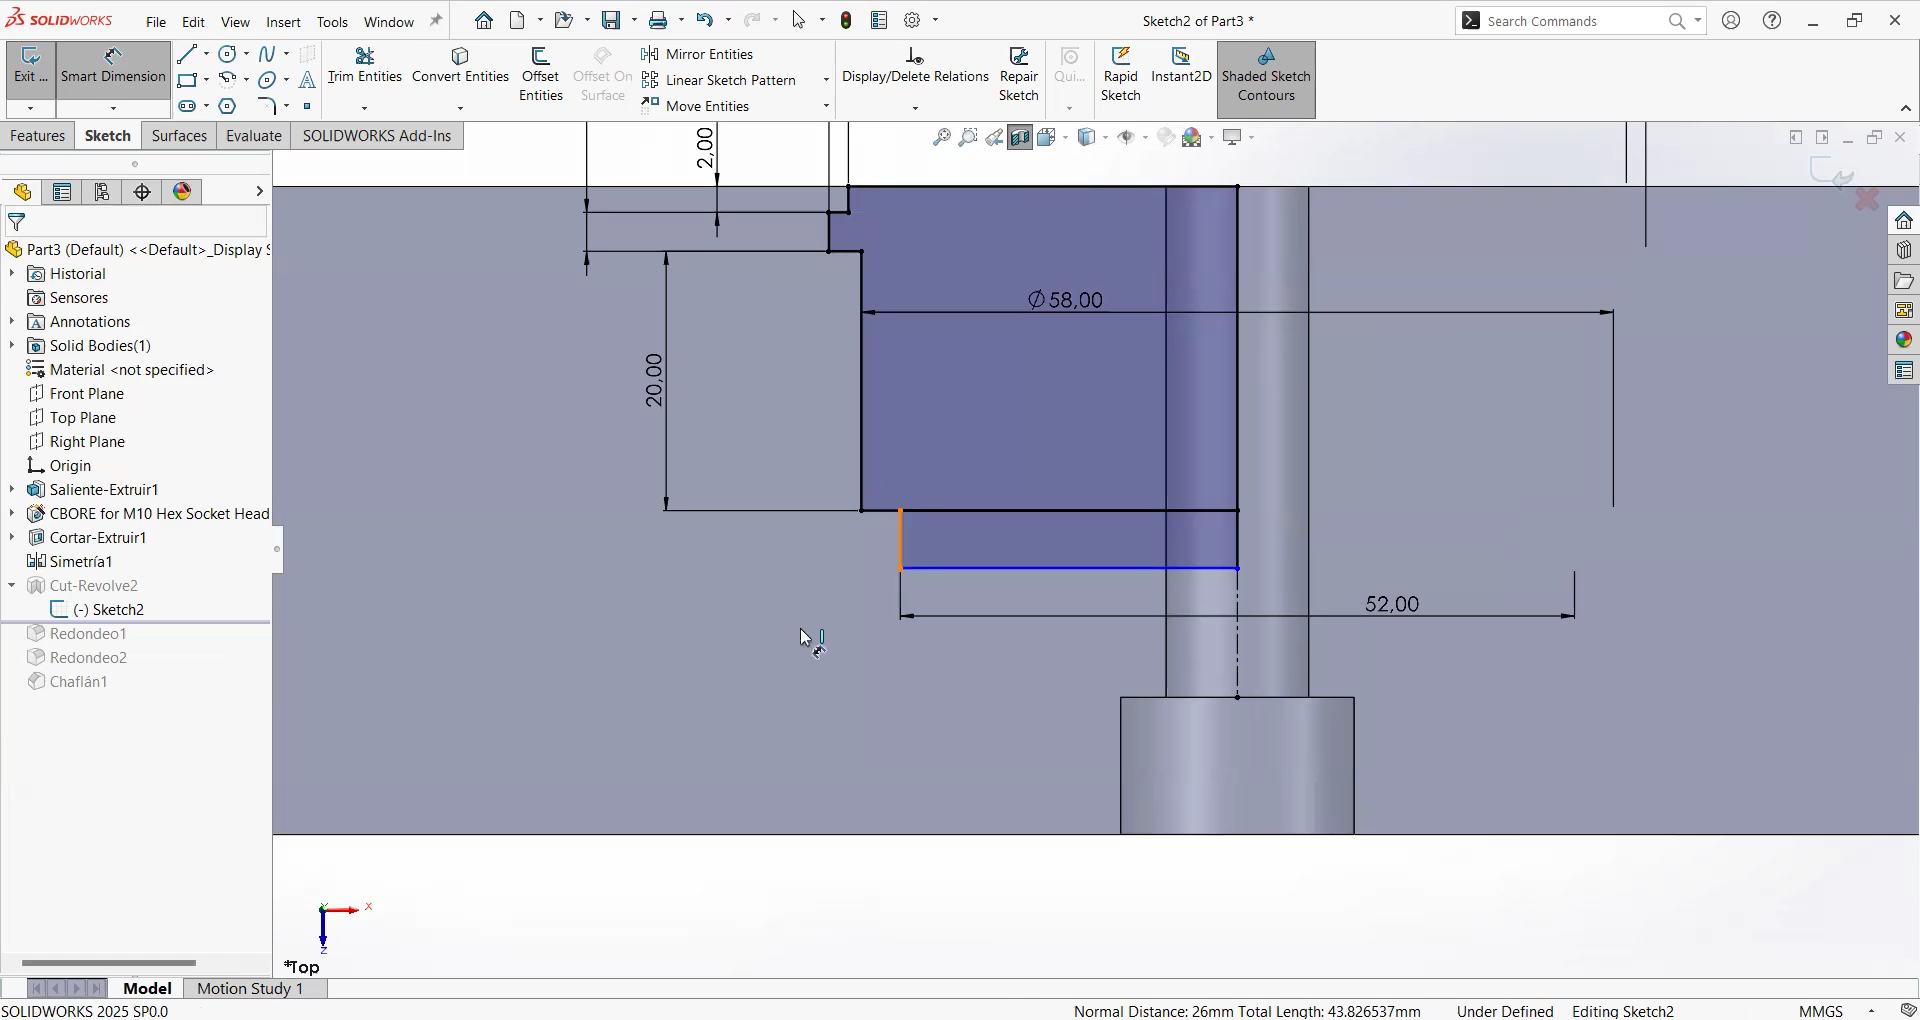 SOLIDWORKS
File Edit View Insert Tools Window
Sketch2 of Part3 *
Search Commands
Exit ...
Smart Dimension
Trim Entities
Convert Entities
Offset Entities
Offset On Surface
Mirror Entities
Linear Sketch Pattern
Move Entities
Display/Delete Relations
Repair Sketch
Qui...
Rapid Sketch
Instant2D
Shaded Sketch Contours
Features Sketch Surfaces Evaluate SOLIDWORKS Add-Ins
Part3 (Default) <<Default>_Display S
Historial
Sensores
Annotations
Solid Bodies(1)
Material <not specified>
Front Plane
Top Plane
Right Plane
Origin
Saliente-Extruir1
CBORE for M10 Hex Socket Head
Cortar-Extruir1
Simetría1
Cut-Revolve2
(-) Sketch2
Redondeo1
Redondeo2
Chaflán1
2,00
∅58,00
20,00
52,00
X
Y
Z
*Top
Model Motion Study 1
SOLIDWORKS 2025 SP0.0
Normal Distance: 26mm Total Length: 43.826537mm
Under Defined
Editing Sketch2
MMGS